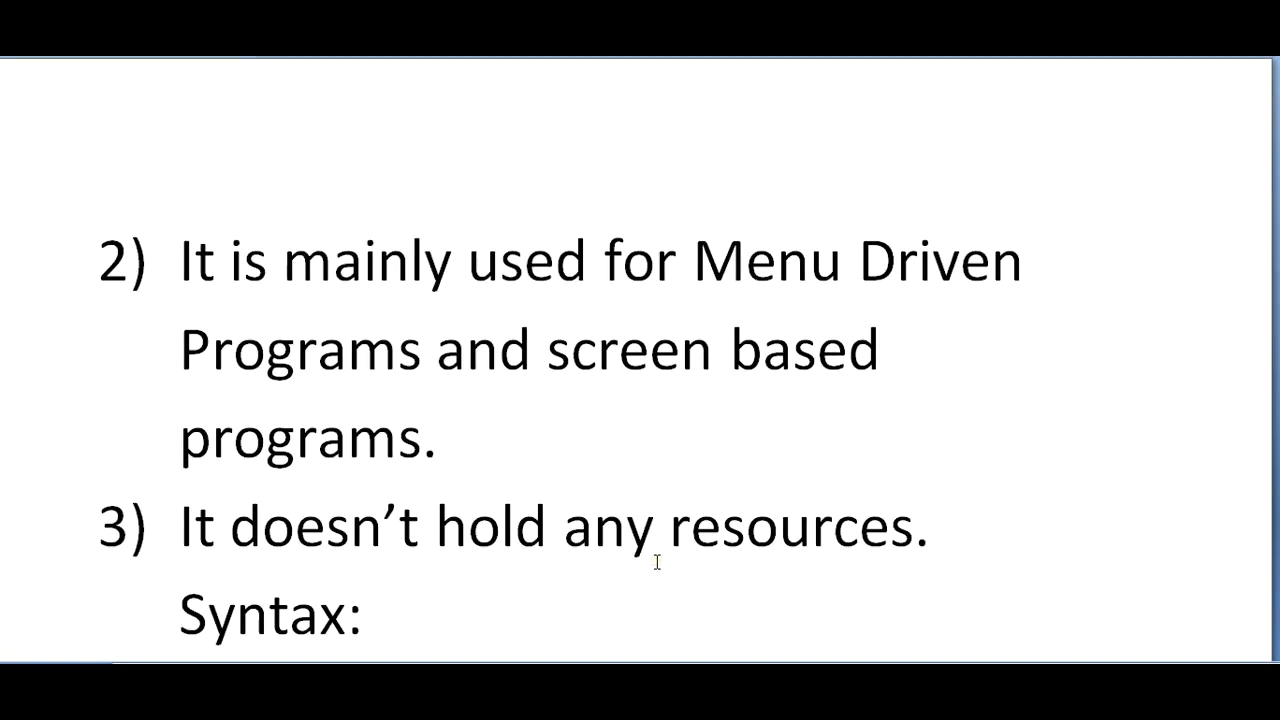 2) It is mainly used for Menu Driven
Programs and screen based
programs.
3) It doesn’t hold any resources.
Syntax: